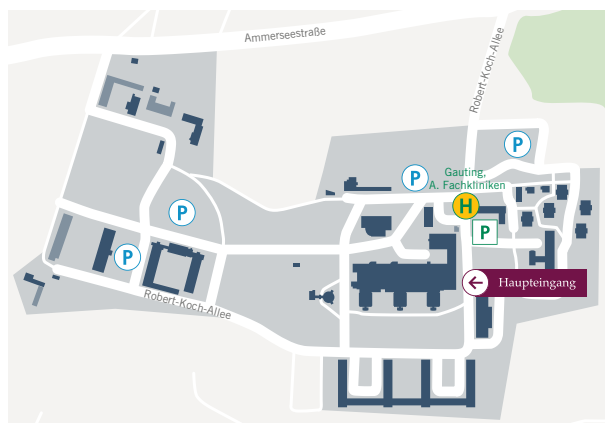 Ammerseestraße
Robert-Koch-Allee
P
P
Gauting,
A. Fachkliniken
H
P
P
P
Haupteingang
Robert-Koch-Allee